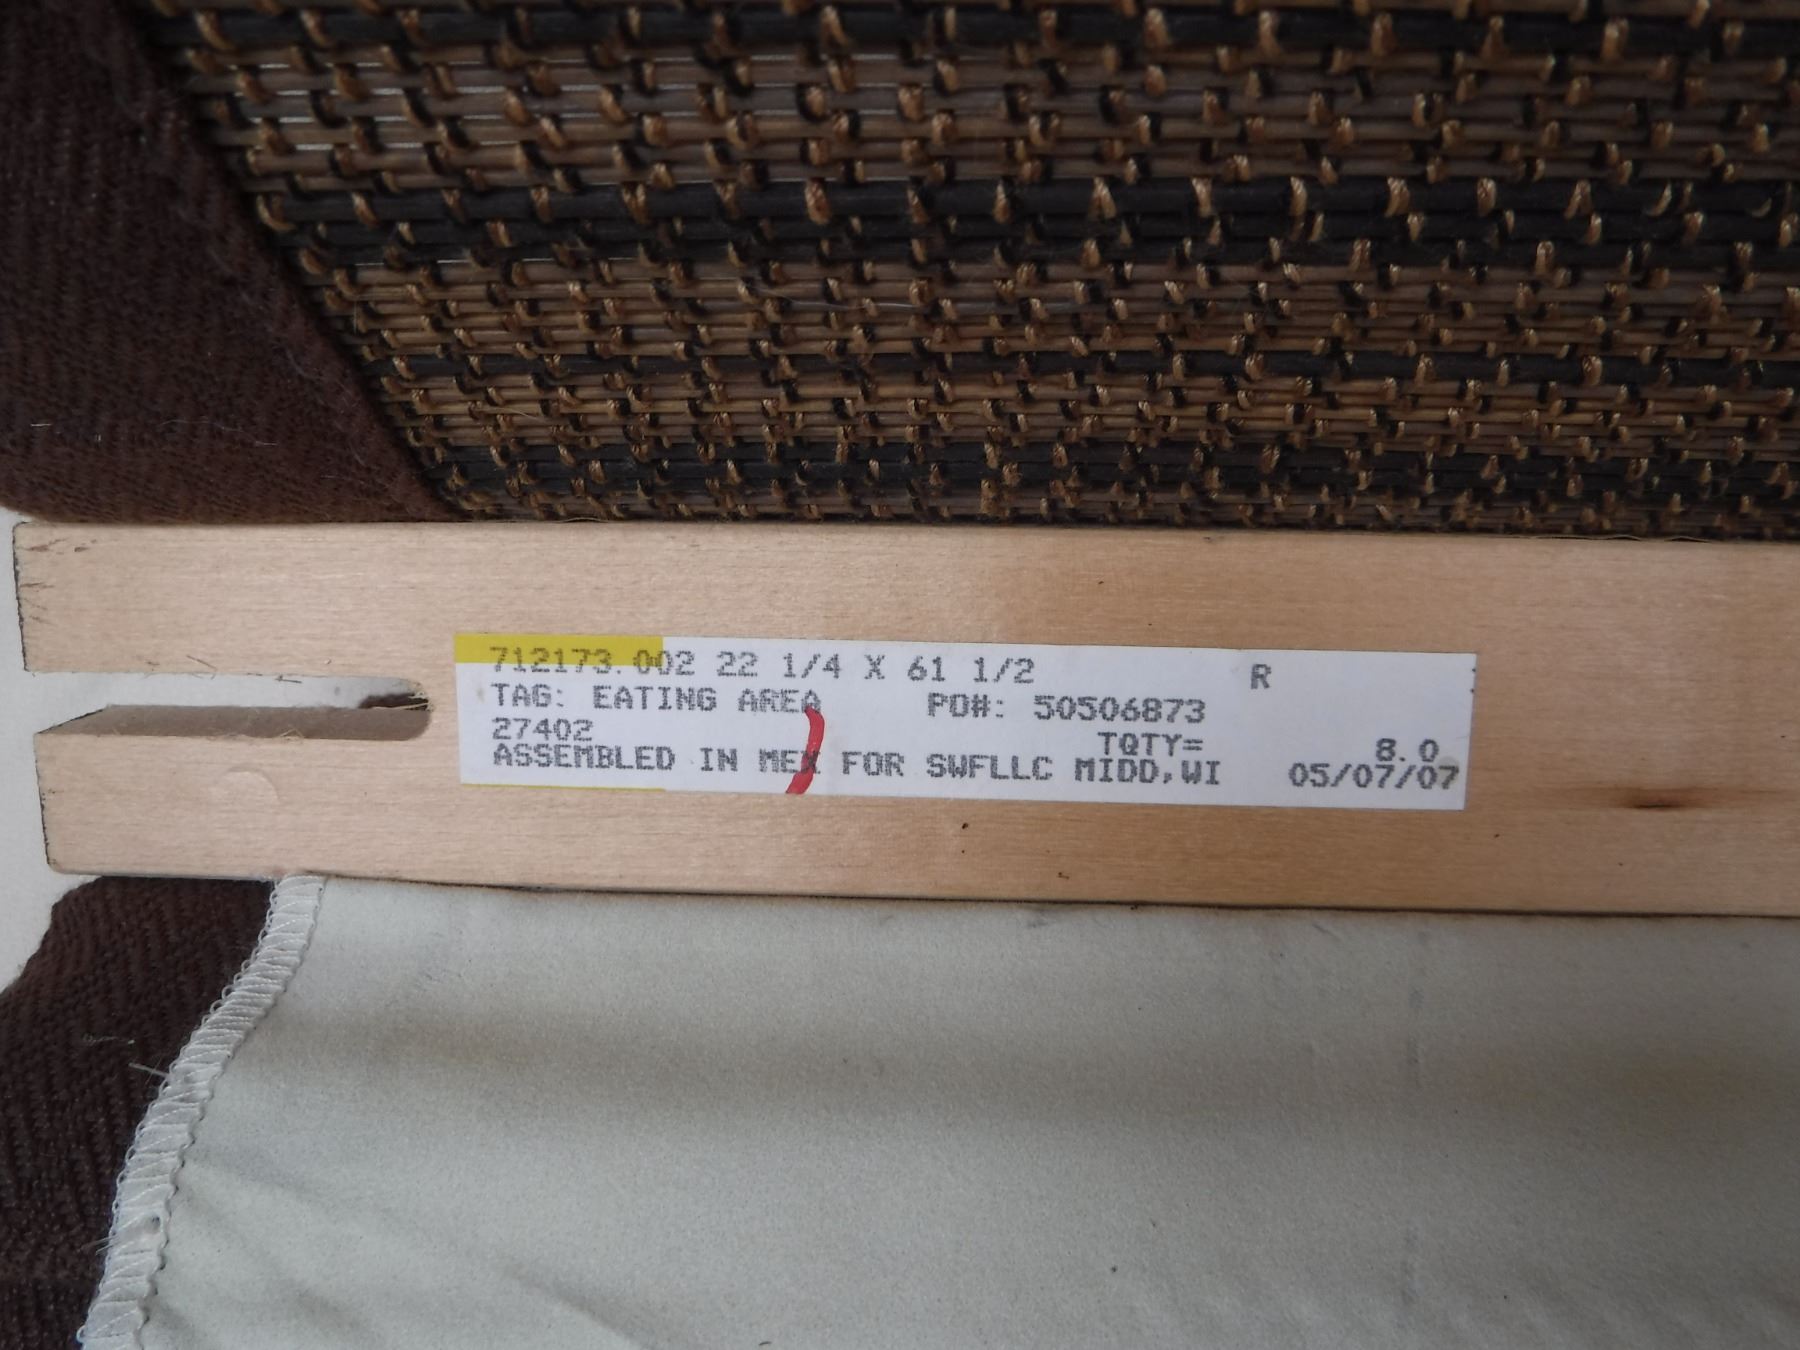 712173.002 22 1/4 X 61 1/2 R
TAG: EATING AREA PO#: 50506873
27402 TQTY= 8.0
ASSEMBLED IN MEX FOR SWFLLC MIDD,WI 05/07/07